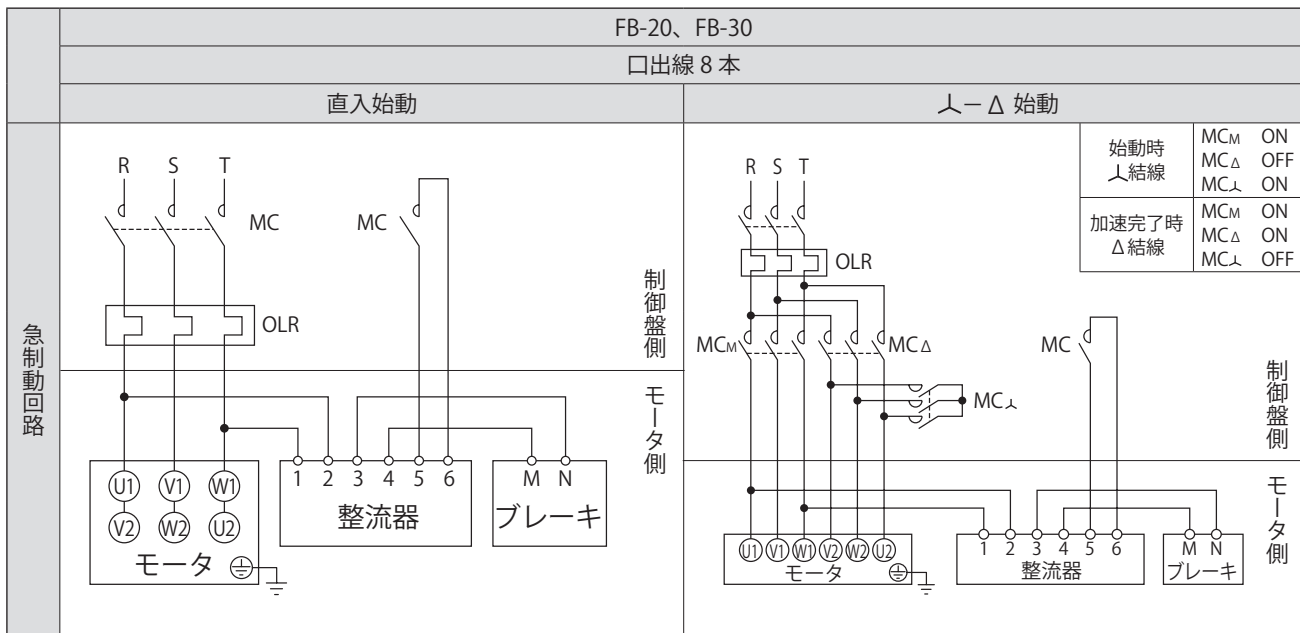 FB-20、FB-30
口出線 8 本
直入始動
人－Δ 始動
急制動回路
R S T
MC
MC
OLR
制御盤側
モータ側
1 2 3 4 5 6
M N
U1 V1 W1
V2 W2 U2
モータ
整流器
ブレーキ
始動時
人結線
MCM ON
MCΔ OFF
MC人 ON
加速完了時
Δ結線
MCM ON
MCΔ ON
MC人 OFF
R S T
OLR
MCM
MCΔ
MC
MC人
制御盤側
モータ側
1 2 3 4 5 6
M N
U1 V1 W1 V2 W2 U2
モータ
整流器
ブレーキ